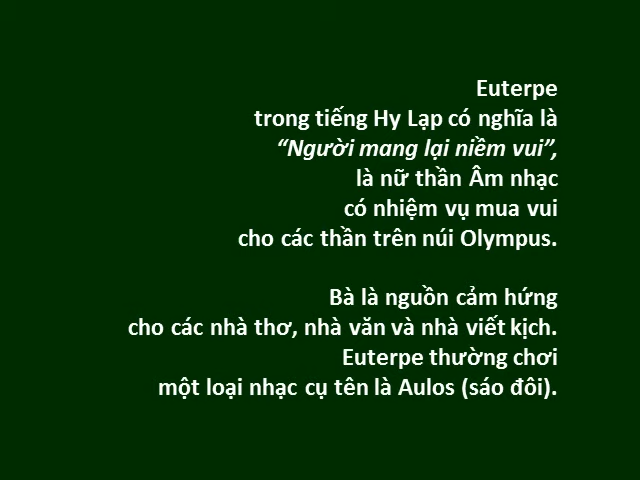 Euterpe
trong tiếng Hy Lạp có nghĩa là
“Người mang lại niềm vui”,
là nữ thần Âm nhạc
có nhiệm vụ mua vui
cho các thần trên núi Olympus.
Bà là nguồn cảm hứng
cho các nhà thơ, nhà văn và nhà viết kịch.
Euterpe thường chơi
một loại nhạc cụ tên là Aulos (sáo đôi).